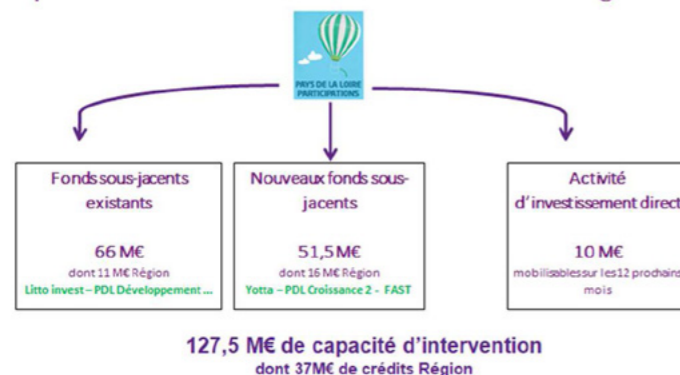 PAYS DE LA LOIRE
PARTICIPATIONS
Fonds sous-jacents
existants
66 M€
dont 11 M€ Région
Litto invest – PDL Développement ...
Nouveaux fonds sous-
jacents
51,5M€
dont 16 M€ Région
Yotta – PDL Croissance 2 - FAST
Activité
d'investissement direct
10 M€
mobilisables sur les 12 prochains
mois
127,5 M€ de capacité d'intervention
dont 37M€ de crédits Région